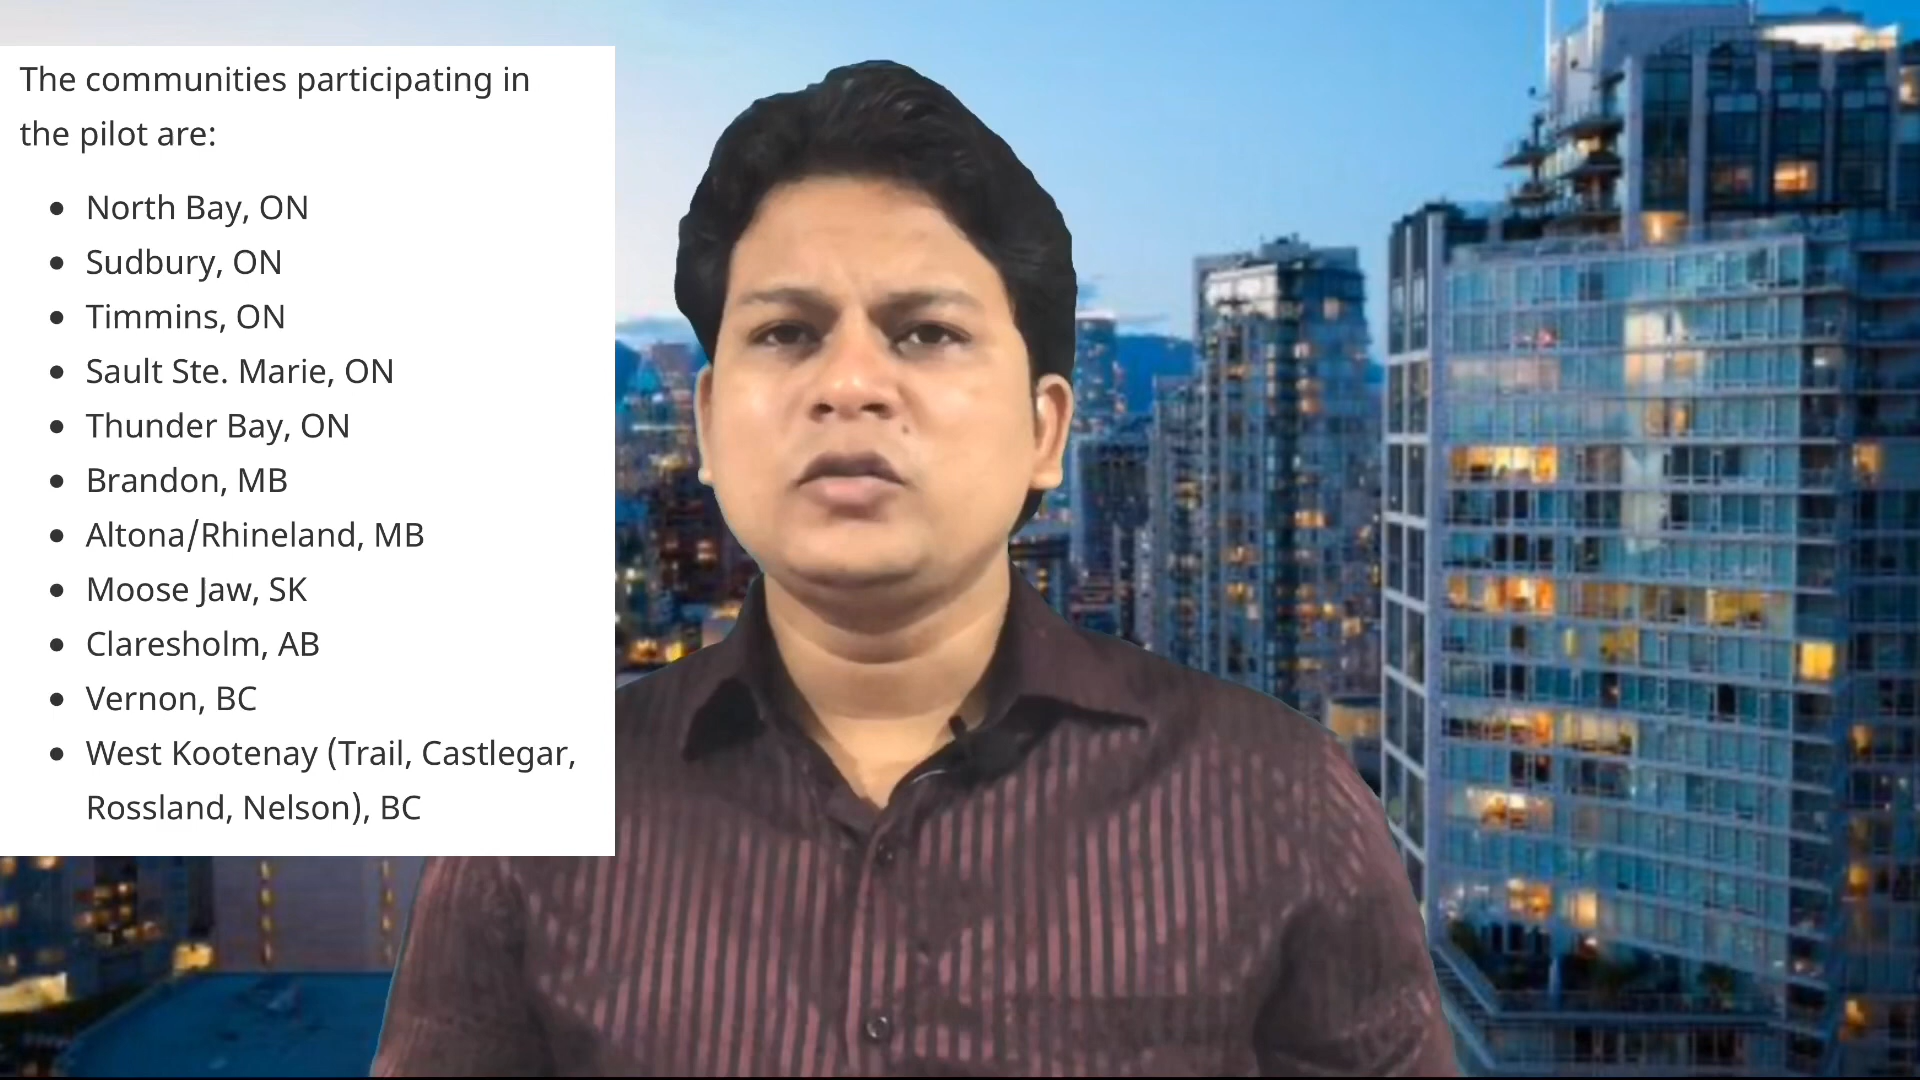 The communities participating in
the pilot are:
North Bay, ON
Sudbury, ON
Timmins, ON
Sault Ste. Marie, ON
Thunder Bay, ON
Brandon, MB
Altona/Rhineland, MB
Moose Jaw, SK
Claresholm, AB
Vernon, BC
West Kootenay (Trail, Castlegar,
Rossland, Nelson), BC